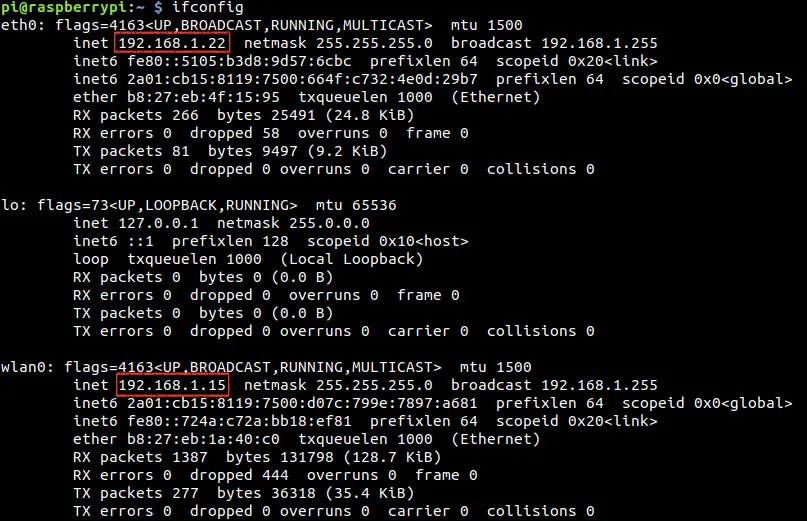 pi@raspberrypi:~ $ ifconfig
eth0: flags=4163<UP,BROADCAST,RUNNING,MULTICAST>  mtu 1500
inet 192.168.1.22  netmask 255.255.255.0  broadcast 192.168.1.255
inet6 fe80::5105:b3d8:9d57:6cbc  prefixlen 64  scopeid 0x20<link>
inet6 2a01:cb15:8119:7500:664f:c732:4e0d:29b7  prefixlen 64  scopeid 0x0<global>
ether b8:27:eb:4f:15:95  txqueuelen 1000  (Ethernet)
RX packets 266  bytes 25491 (24.8 KiB)
RX errors 0  dropped 58  overruns 0  frame 0
TX packets 81  bytes 9497 (9.2 KiB)
TX errors 0  dropped 0 overruns 0  carrier 0  collisions 0
lo: flags=73<UP,LOOPBACK,RUNNING>  mtu 65536
inet 127.0.0.1  netmask 255.0.0.0
inet6 ::1  prefixlen 128  scopeid 0x10<host>
loop  txqueuelen 1000  (Local Loopback)
RX packets 0  bytes 0 (0.0 B)
RX errors 0  dropped 0  overruns 0  frame 0
TX packets 0  bytes 0 (0.0 B)
TX errors 0  dropped 0 overruns 0  carrier 0  collisions 0
wlan0: flags=4163<UP,BROADCAST,RUNNING,MULTICAST>  mtu 1500
inet 192.168.1.15  netmask 255.255.255.0  broadcast 192.168.1.255
inet6 2a01:cb15:8119:7500:d07c:799e:7897:a681  prefixlen 64  scopeid 0x0<global>
inet6 fe80::724a:c72a:bb18:ef81  prefixlen 64  scopeid 0x20<link>
ether b8:27:eb:1a:40:c0  txqueuelen 1000  (Ethernet)
RX packets 1387  bytes 131798 (128.7 KiB)
RX errors 0  dropped 444  overruns 0  frame 0
TX packets 277  bytes 36318 (35.4 KiB)
TX errors 0  dropped 0 overruns 0  carrier 0  collisions 0